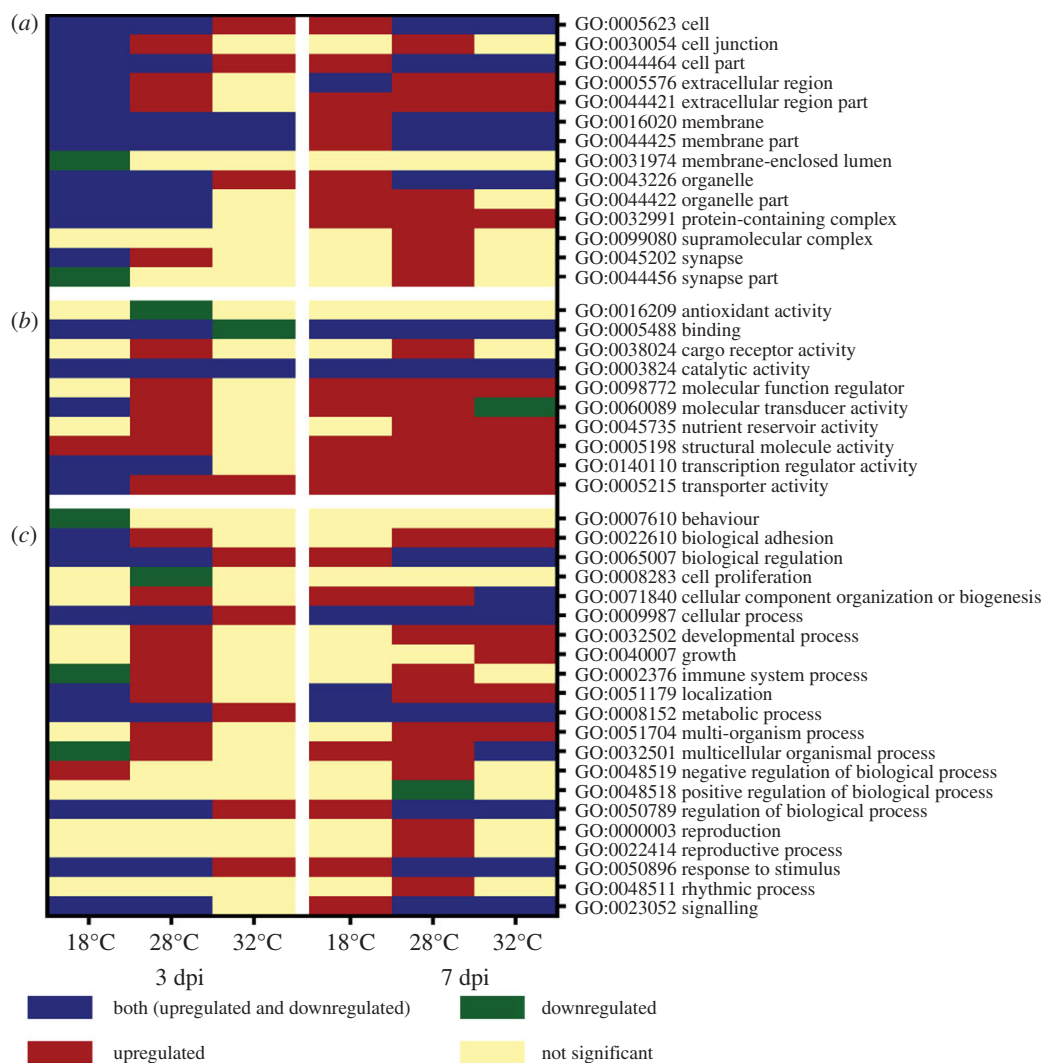 (a)
GO:0005623 cell
GO:0030054 cell junction
GO:0044464 cell part
GO:0005576 extracellular region
GO:0044421 extracellular region part
GO:0016020 membrane
GO:0044425 membrane part
GO:0031974 membrane-enclosed lumen
GO:0043226 organelle
GO:0044422 organelle part
GO:0032991 protein-containing complex
GO:0099080 supramolecular complex
GO:0045202 synapse
GO:0044456 synapse part
(b)
GO:0016209 antioxidant activity
GO:0005488 binding
GO:0038024 cargo receptor activity
GO:0003824 catalytic activity
GO:0098772 molecular function regulator
GO:0060089 molecular transducer activity
GO:0045735 nutrient reservoir activity
GO:0005198 structural molecule activity
GO:0140110 transcription regulator activity
GO:0005215 transporter activity
(c)
GO:0007610 behaviour
GO:0022610 biological adhesion
GO:0065007 biological regulation
GO:0008283 cell proliferation
GO:0071840 cellular component organization or biogenesis
GO:0009987 cellular process
GO:0032502 developmental process
GO:0040007 growth
GO:0002376 immune system process
GO:0051179 localization
GO:0008152 metabolic process
GO:0051704 multi-organism process
GO:0032501 multicellular organismal process
GO:0048519 negative regulation of biological process
GO:0048518 positive regulation of biological process
GO:0050789 regulation of biological process
GO:0000003 reproduction
GO:0022414 reproductive process
GO:0050896 response to stimulus
GO:0048511 rhythmic process
GO:0023052 signalling
18°C 28°C 32°C 18°C 28°C 32°C
3 dpi 7 dpi
both (upregulated and downregulated) downregulated
upregulated not significant